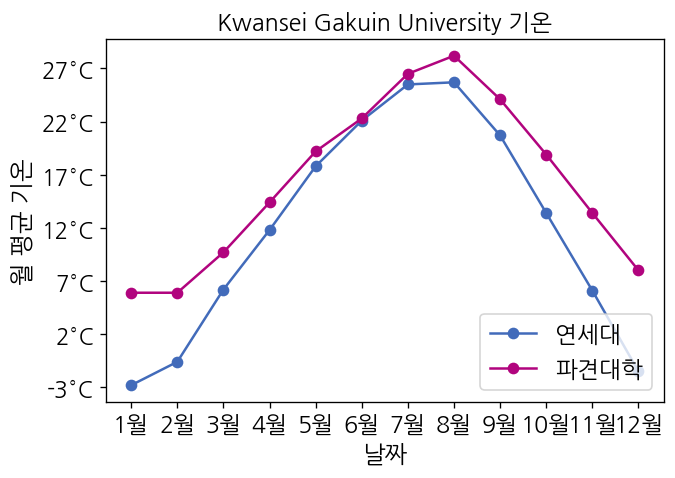 Kwansei Gakuin University 기온
월 평균 기온
27°C
22°C
17°C
12°C
7°C
2°C
-3°C
1월 2월 3월 4월 5월 6월 7월 8월 9월 10월 11월 12월
날짜
연세대
파견대학